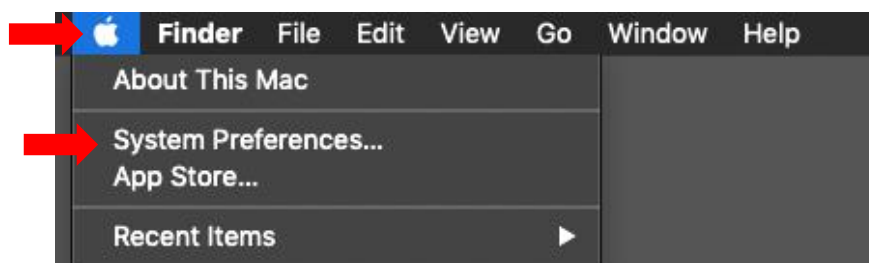 Finder File Edit View Go Window Help
About This Mac
System Preferences...
App Store...
Recent Items